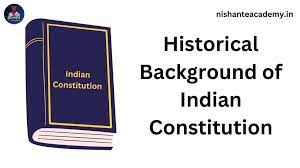 nishanteacademy.in
Indian
Constitution
Historical
Background of
Indian
Constitution